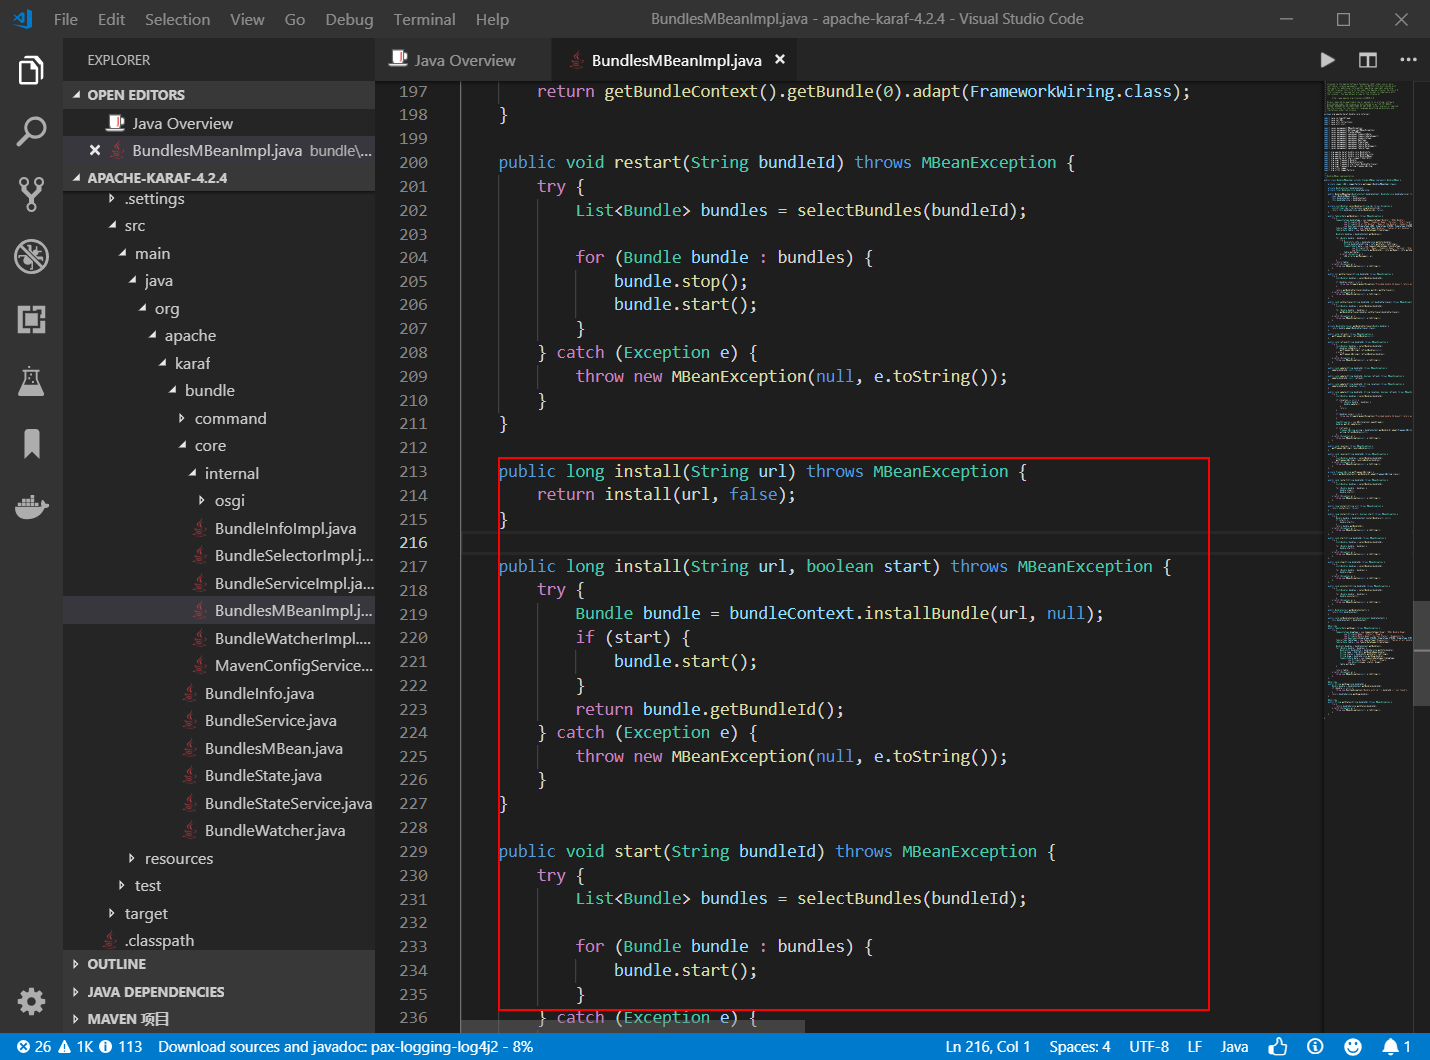 File Edit Selection View Go Debug Terminal Help BundlesMBeanImpl.java - apache-karaf-4.2.4 - Visual Studio Code
EXPLORER
OPEN EDITORS
Java Overview
BundlesMBeanImpl.java bundle\...
APACHE-KARAF-4.2.4
.settings
src
main
java
org
apache
karaf
bundle
command
core
internal
osgi
BundleInfoImpl.java
BundleSelectorImpl.j...
BundleServiceImpl.ja...
BundlesMBeanImpl.j...
BundleWatcherImpl....
MavenConfigService...
BundleInfo.java
BundleService.java
BundlesMBean.java
BundleState.java
BundleStateService.java
BundleWatcher.java
resources
test
target
.classpath
OUTLINE
JAVA DEPENDENCIES
MAVEN 项目
Java Overview BundlesMBeanImpl.java
197 return getBundleContext().getBundle(0).adapt(FrameworkWiring.class);
198 }
199
200 public void restart(String bundleId) throws MBeanException {
201 try {
202 List<Bundle> bundles = selectBundles(bundleId);
203
204 for (Bundle bundle : bundles) {
205 bundle.stop();
206 bundle.start();
207 }
208 } catch (Exception e) {
209 throw new MBeanException(null, e.toString());
210 }
211 }
212
213 public long install(String url) throws MBeanException {
214 return install(url, false);
215 }
216
217 public long install(String url, boolean start) throws MBeanException {
218 try {
219 Bundle bundle = bundleContext.installBundle(url, null);
220 if (start) {
221 bundle.start();
222 }
223 return bundle.getBundleId();
224 } catch (Exception e) {
225 throw new MBeanException(null, e.toString());
226 }
227 }
228
229 public void start(String bundleId) throws MBeanException {
230 try {
231 List<Bundle> bundles = selectBundles(bundleId);
232
233 for (Bundle bundle : bundles) {
234 bundle.start();
235 }
236 } catch (Exception e) {
26 1K 113 Download sources and javadoc: pax-logging-log4j2 - 8% Ln 216, Col 1 Spaces: 4 UTF-8 LF Java 1